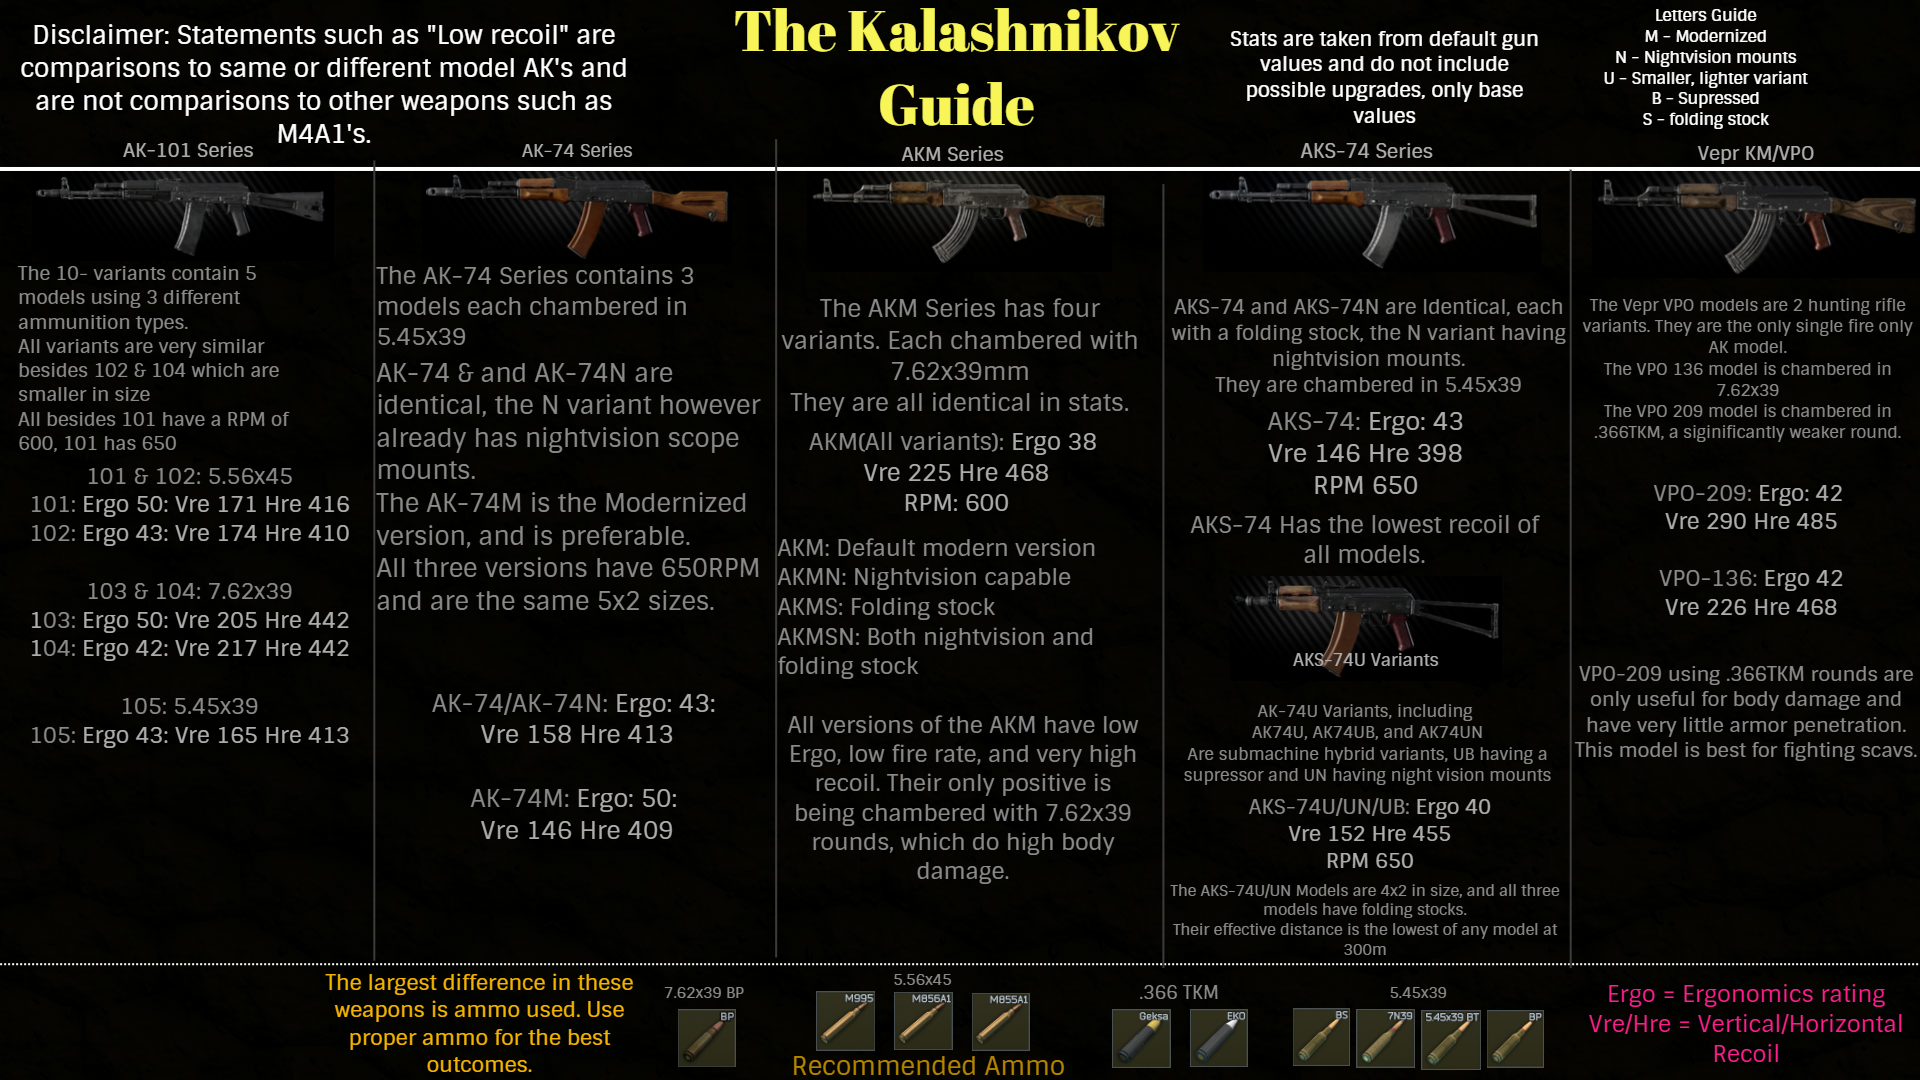 Disclaimer: Statements such as "Low recoil" are
comparisons to same or different model AK's and
are not comparisons to other weapons such as
M4A1's.
The Kalashnikov
Guide
Stats are taken from default gun
values and do not include
possible upgrades, only base
values
Letters Guide
M - Modernized
N - Nightvision mounts
U - Smaller, lighter variant
B - Supressed
S - folding stock
AK-101 Series
The 10- variants contain 5
models using 3 different
ammunition types.
All variants are very similar
besides 102 & 104 which are
smaller in size
All besides 101 have a RPM of
600, 101 has 650
101 & 102: 5.56x45
101: Ergo 50: Vre 171 Hre 416
102: Ergo 43: Vre 174 Hre 410
103 & 104: 7.62x39
103: Ergo 50: Vre 205 Hre 442
104: Ergo 42: Vre 217 Hre 442
105: 5.45x39
105: Ergo 43: Vre 165 Hre 413
AK-74 Series
The AK-74 Series contains 3
models each chambered in
5.45x39
AK-74 & and AK-74N are
identical, the N variant however
already has nightvision scope
mounts.
The AK-74M is the Modernized
version, and is preferable.
All three versions have 650RPM
and are the same 5x2 sizes.
AK-74/AK-74N: Ergo: 43:
Vre 158 Hre 413
AK-74M: Ergo: 50:
Vre 146 Hre 409
AKM Series
The AKM Series has four
variants. Each chambered with
7.62x39mm
They are all identical in stats.
AKM(All variants): Ergo 38
Vre 225 Hre 468
RPM: 600
AKM: Default modern version
AKMN: Nightvision capable
AKMS: Folding stock
AKMSN: Both nightvision and
folding stock
All versions of the AKM have low
Ergo, low fire rate, and very high
recoil. Their only positive is
being chambered with 7.62x39
rounds, which do high body
damage.
AKS-74 Series
AKS-74 and AKS-74N are Identical, each
with a folding stock, the N variant having
nightvision mounts.
They are chambered in 5.45x39
AKS-74: Ergo: 43
Vre 146 Hre 398
RPM 650
AKS-74 Has the lowest recoil of
all models.
AKS-74U Variants
AK-74U Variants, including
AK74U, AK74UB, and AK74UN
Are submachine hybrid variants, UB having a
supressor and UN having night vision mounts
AKS-74U/UN/UB: Ergo 40
Vre 152 Hre 455
RPM 650
The AKS-74U/UN Models are 4x2 in size, and all three
models have folding stocks.
Their effective distance is the lowest of any model at
300m
Vepr KM/VPO
The Vepr VPO models are 2 hunting rifle
variants. They are the only single fire only
AK model.
The VPO 136 model is chambered in
7.62x39
The VPO 209 model is chambered in
.366TKM, a siginificantly weaker round.
VPO-209: Ergo: 42
Vre 290 Hre 485
VPO-136: Ergo 42
Vre 226 Hre 468
VPO-209 using .366TKM rounds are
only useful for body damage and
have very little armor penetration.
This model is best for fighting scavs.
The largest difference in these
weapons is ammo used. Use
proper ammo for the best
outcomes.
7.62x39 BP
BP
5.56x45
M995
M856A1
M855A1
Recommended Ammo
.366 TKM
Geksa
EKO
5.45x39
BS
7N39
5.45x39 BT
BP
Ergo = Ergonomics rating
Vre/Hre = Vertical/Horizontal
Recoil